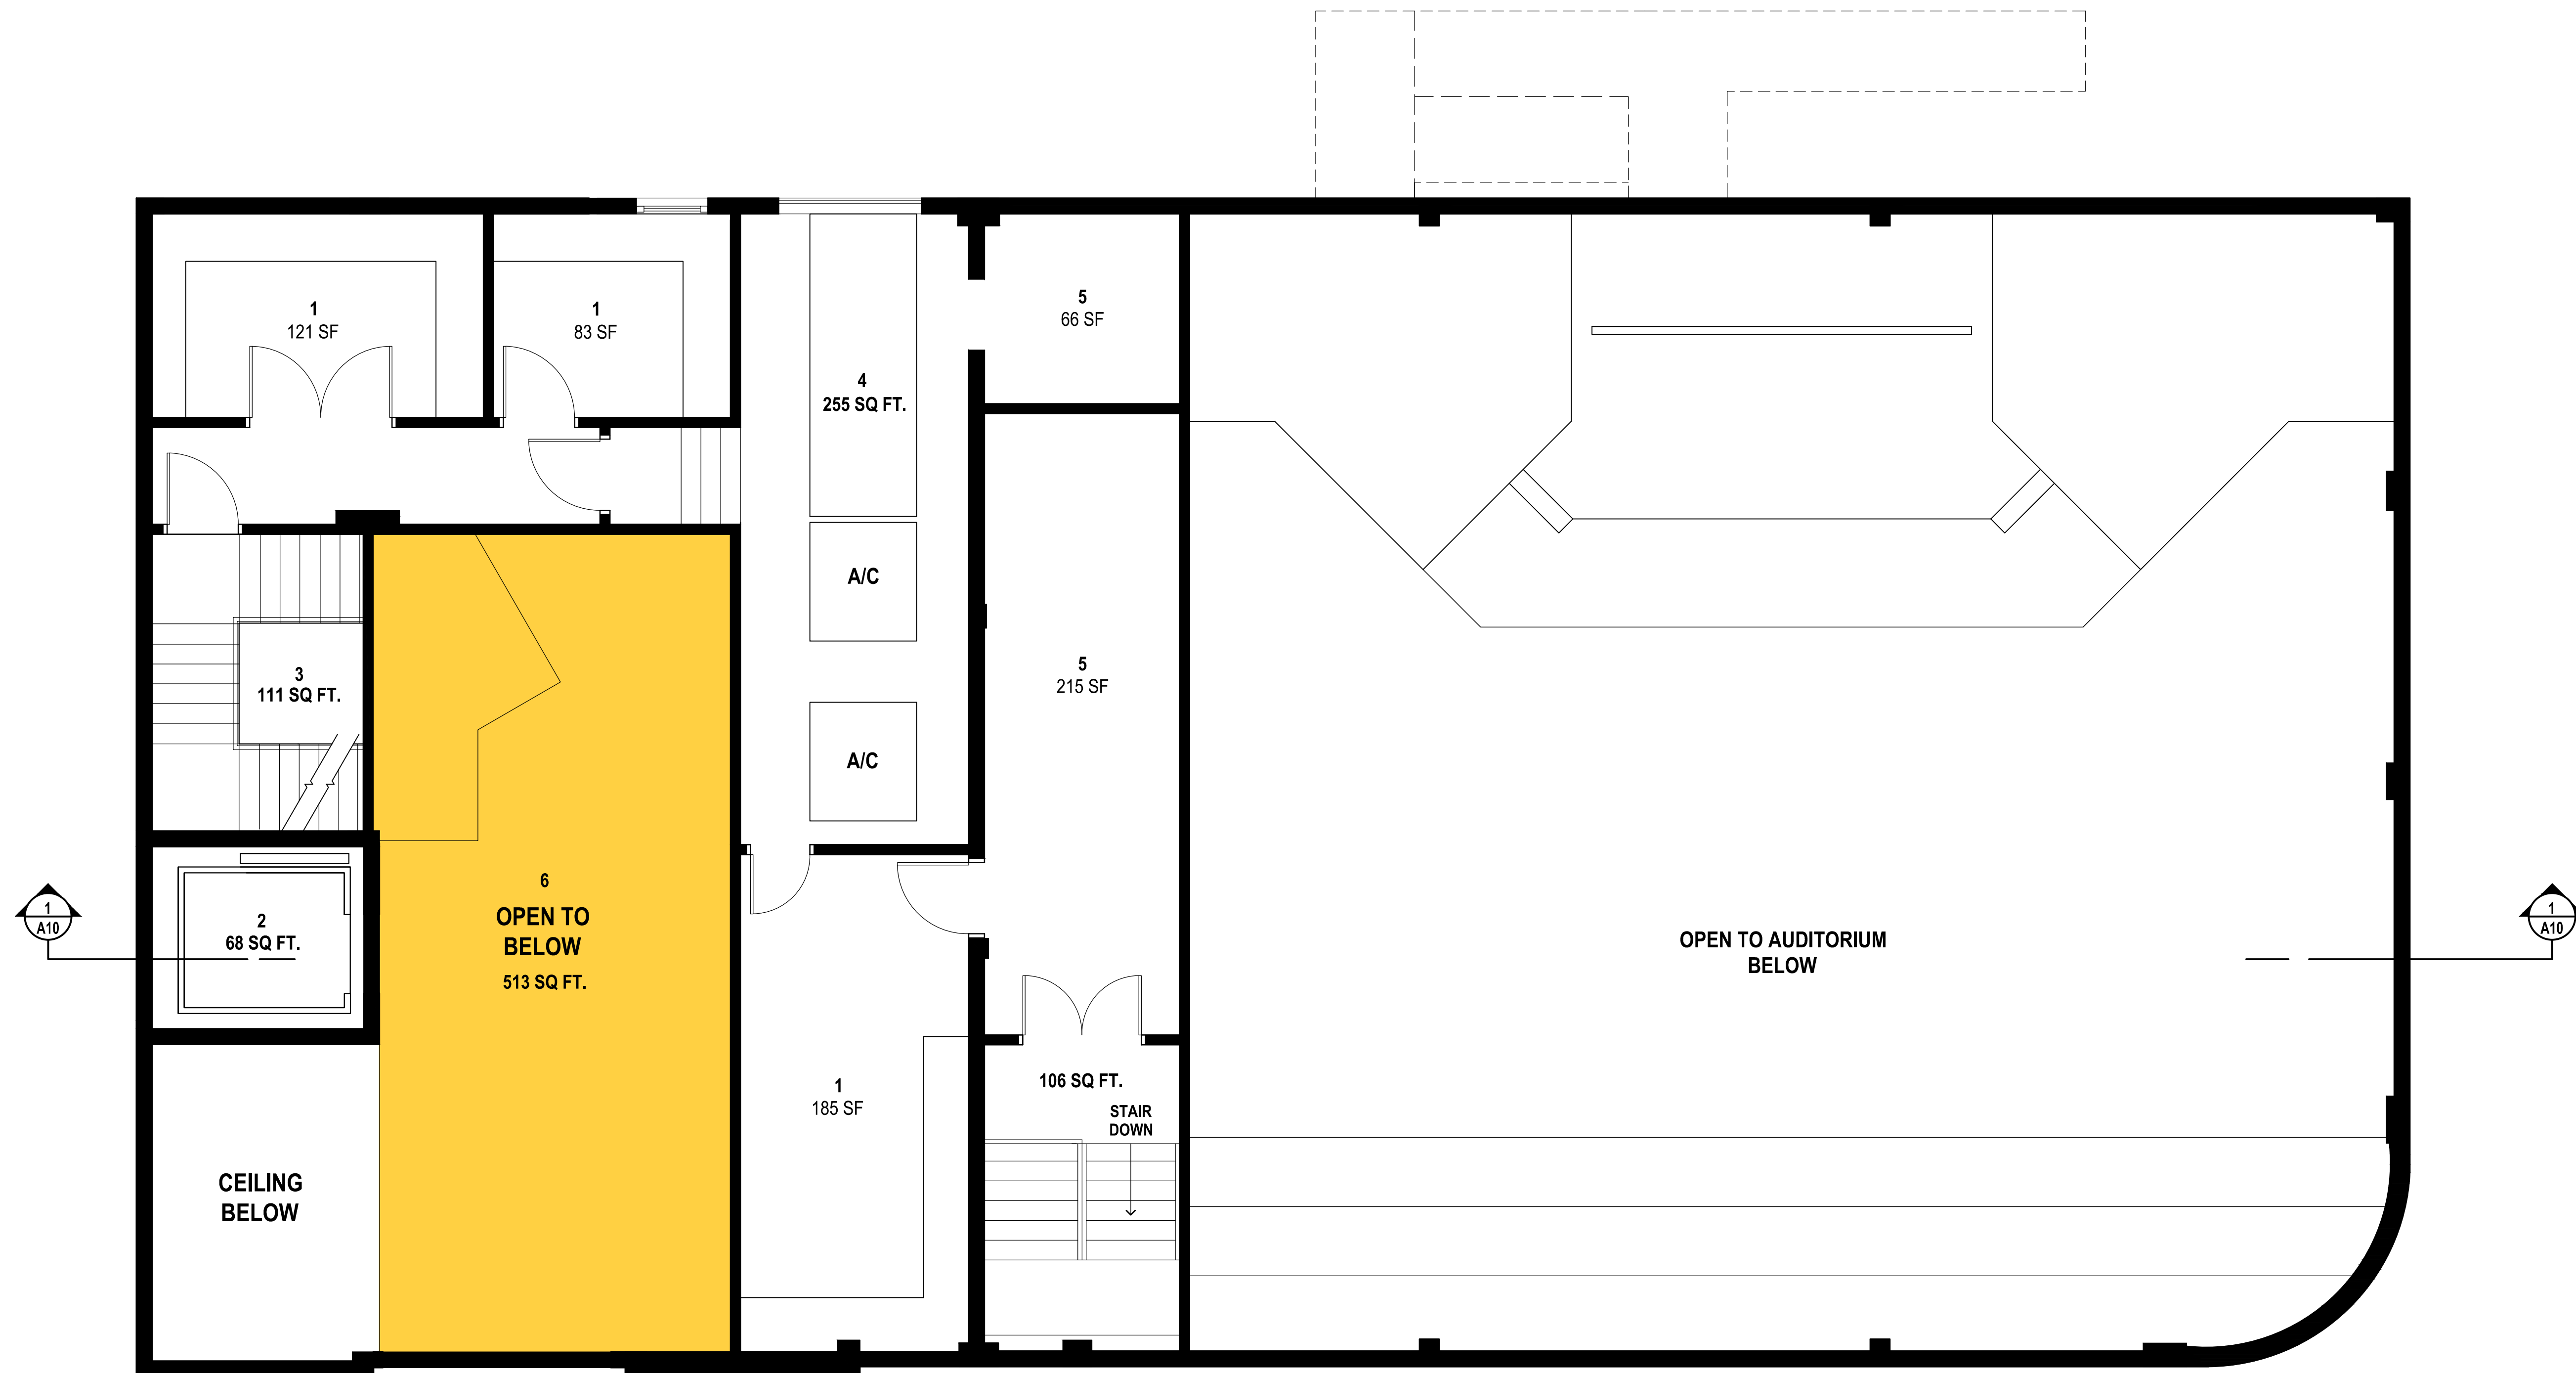 1
121 SF
1
83 SF
5
66 SF
4
255 SQ FT.
A/C
3
111 SQ FT.
5
215 SF
A/C
6
OPEN TO
BELOW
513 SQ FT.
1
A10
2
68 SQ FT.
OPEN TO AUDITORIUM
BELOW
1
A10
1
185 SF
106 SQ FT.
STAIR
DOWN
CEILING
BELOW